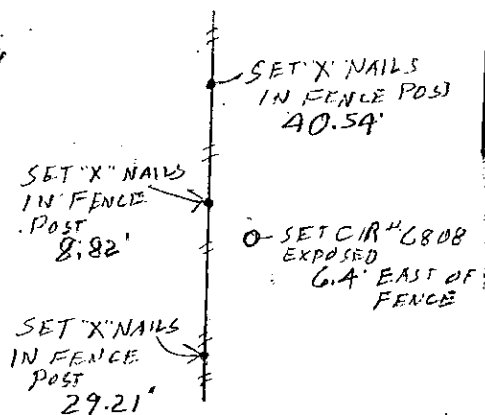 SET "X" NAILS
IN FENCE POST
40.54'
SET "X" NAILS
IN FENCE
POST
8.82'
SET CIR #6808
EXPOSED
6.4' EAST OF
FENCE
SET "X" NAILS
IN FENCE
POST
29.21'